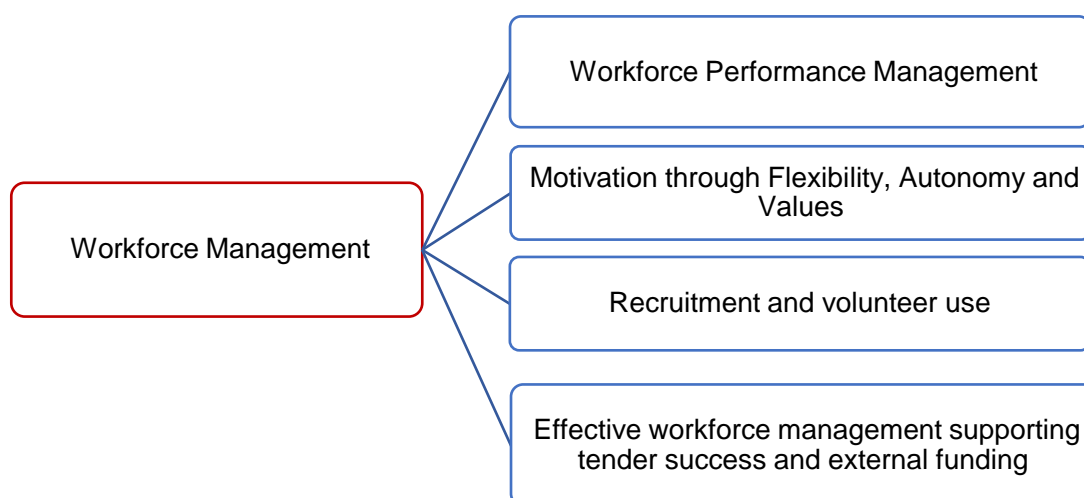 Workforce Performance Management
Motivation through Flexibility, Autonomy and
Values
Workforce Management
Recruitment and volunteer use
Effective workforce management supporting
tender success and external funding